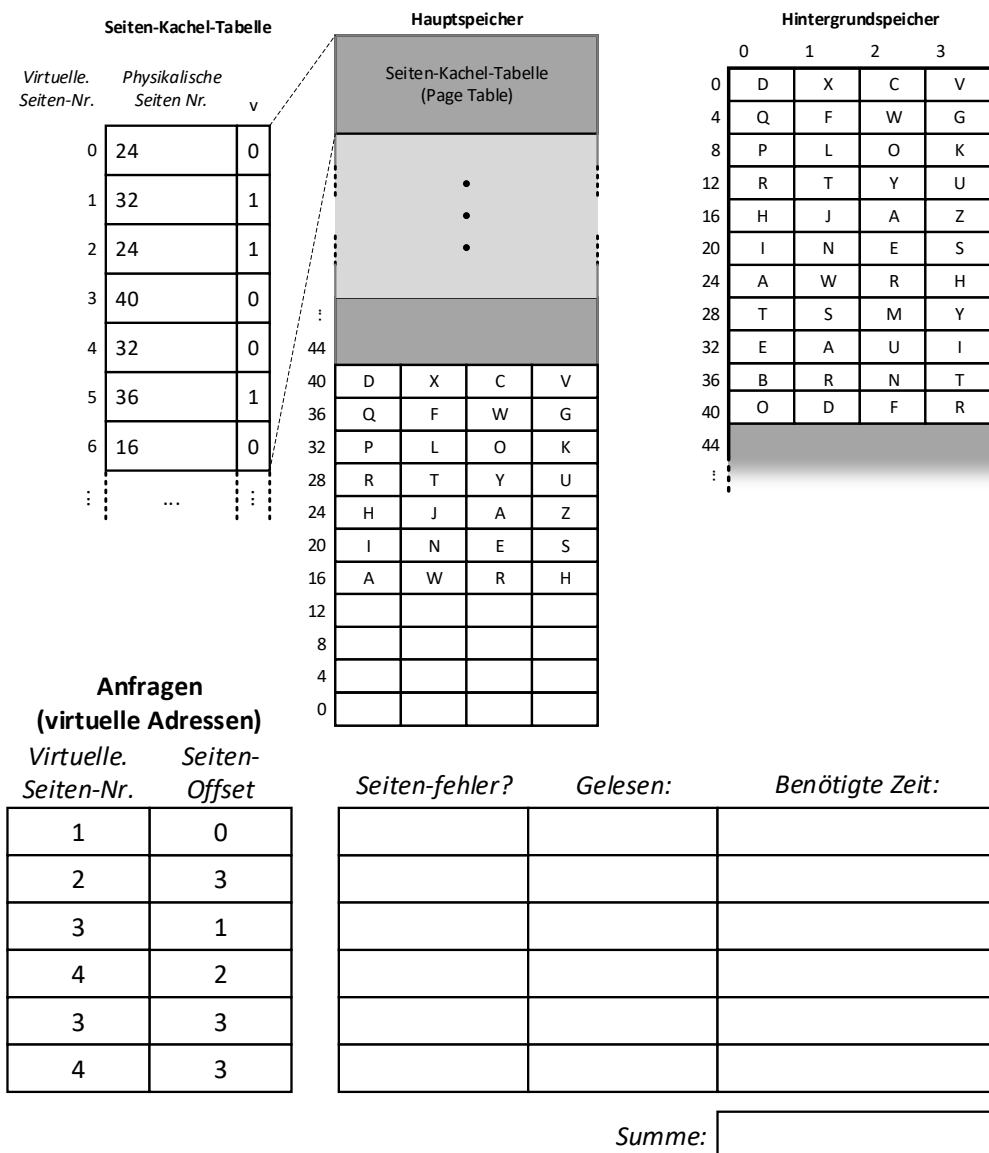 Seiten-Kachel-Tabelle
Virtuelle. Seiten-Nr. Physikalische Seiten Nr. v
0 24 0
1 32 1
2 24 1
3 40 0
4 32 0
5 36 1
6 16 0
⋮ ... ⋮
Hauptspeicher
Seiten-Kachel-Tabelle
(Page Table)
⋮
44
40 D X C V
36 Q F W G
32 P L O K
28 R T Y U
24 H J A Z
20 I N E S
16 A W R H
12
8
4
0
Hintergrundspeicher
0 1 2 3
0 D X C V
4 Q F W G
8 P L O K
12 R T Y U
16 H J A Z
20 I N E S
24 A W R H
28 T S M Y
32 E A U I
36 B R N T
40 O D F R
44
⋮
Anfragen
(virtuelle Adressen)
Virtuelle. Seiten-Nr. Seiten-Offset
1 0
2 3
3 1
4 2
3 3
4 3
Seiten-fehler? Gelesen: Benötigte Zeit:
Summe: